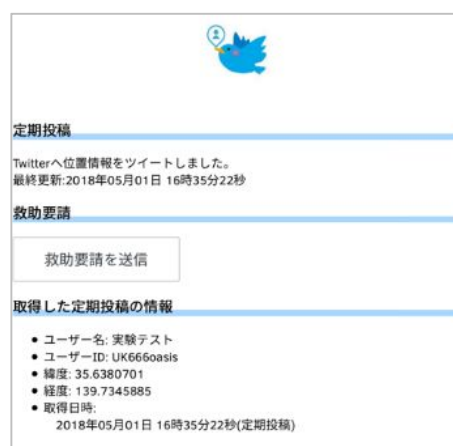 定期投稿
Twitterへ位置情報をツイートしました。
最終更新:2018年05月01日 16時35分22秒
救助要請
救助要請を送信
取得した定期投稿の情報
• ユーザー名: 実験テスト
• ユーザーID: UK666oasis
• 緯度: 35.6380701
• 経度: 139.7345885
• 取得日時:
2018年05月01日 16時35分22秒(定期投稿)